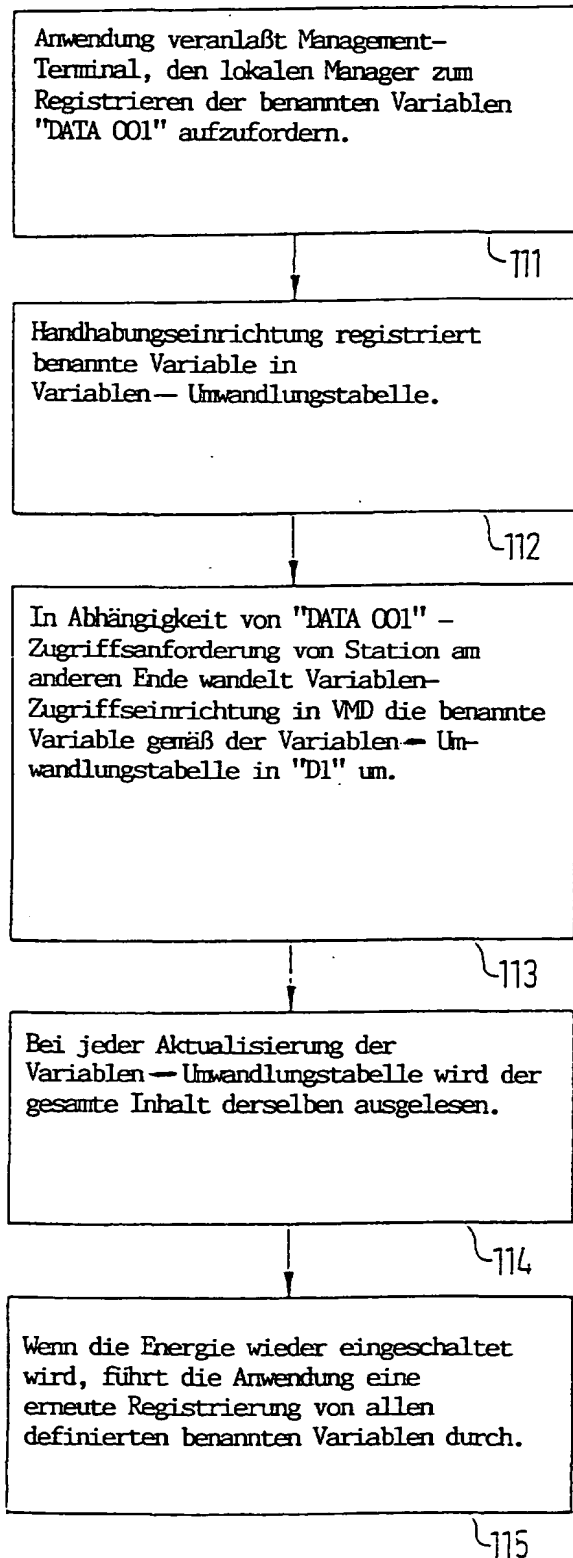 Anwendung veranlaßt Management-
Terminal, den lokalen Manager zum
Registrieren der benannten Variablen
"DATA 001" aufzufordern.
111
Handhabungseinrichtung registriert
benannte Variable in
Variablen— Umwandlungstabelle.
112
In Abhängigkeit von "DATA 001" –
Zugriffsanforderung von Station am
anderen Ende wandelt Variablen-
Zugriffseinrichtung in VMD die benannte
Variable gemäß der Variablen— Um-
wandlungstabelle in "D1" um.
113
Bei jeder Aktualisierung der
Variablen—Umwandlungstabelle wird der
gesamte Inhalt derselben ausgelesen.
114
Wenn die Energie wieder eingeschaltet
wird, führt die Anwendung eine
erneute Registrierung von allen
definierten benannten Variablen durch.
115